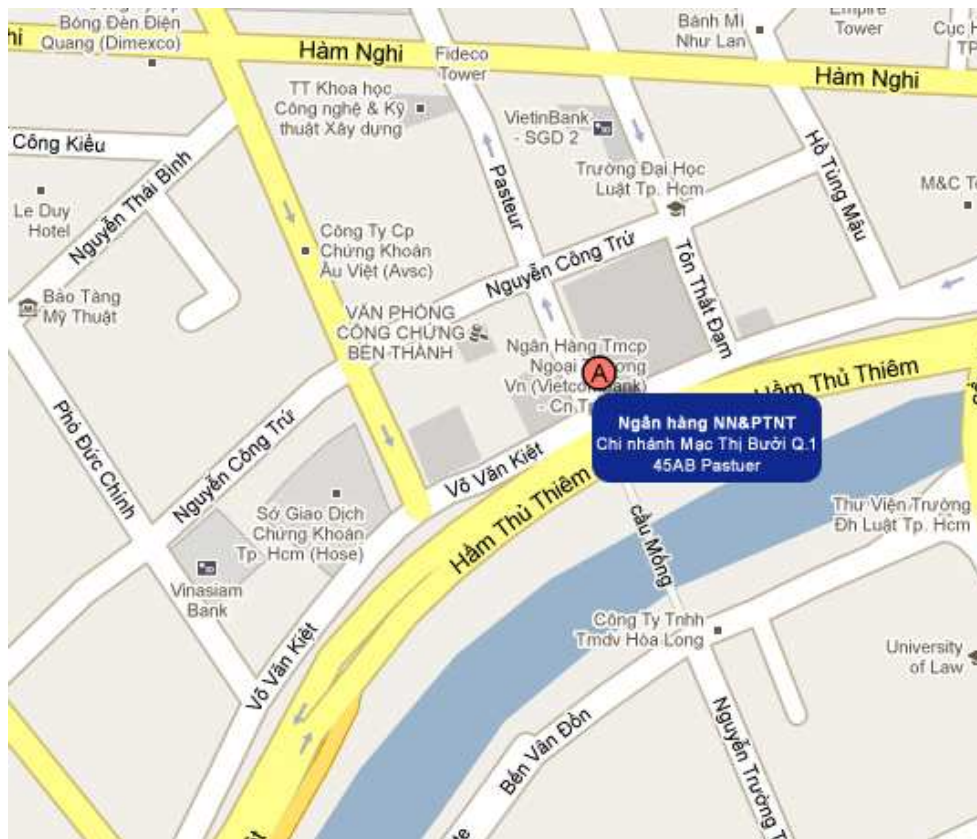 Bóng Đèn Điện
Quang (Dimexco)
Hàm Nghi
Fideco
Tower
Bánh Mì
Như Lan
Empire
Tower
Cục
Hàm Nghi
TT Khoa học
Công nghệ & Kỹ
thuật Xây dựng
VietinBank
- SGD 2
Công Kiều
Nguyễn Thái Bình
Pasteur
Trường Đại Học
Luật Tp. Hcm
Hồ Tùng Mậu
M&C
Le Duy
Hotel
Công Ty Cp
Chứng Khoán
Âu Việt (Avsc)
Nguyễn Công Trứ
Tôn Thất Đạm
Bảo Tàng
Mỹ Thuật
VĂN PHÒNG
CÔNG CHỨNG
BẾN THÀNH
Ngân Hàng Tmcp
Ngoại
Vn
- Cn
A
Hầm Thủ Thiêm
Ngân hàng NN&PTNT
Chi nhánh Mạc Thị Bưởi Q.1
45AB Pastuer
Phó Đức Chính
Nguyễn Công Trứ
Võ Văn Kiệt
Hầm Thủ Thiêm
Sở Giao Dịch
Chứng Khoán
Tp. Hcm (Hose)
Thư Viện Trường
Đh Luật Tp. Hcm
cầu Mống
Vinasiam
Bank
Công Ty Tnhh
Tmdv Hòa Long
University
of Law
Võ Văn Kiệt
Bến Vân Đồn
Nguyễn Trường